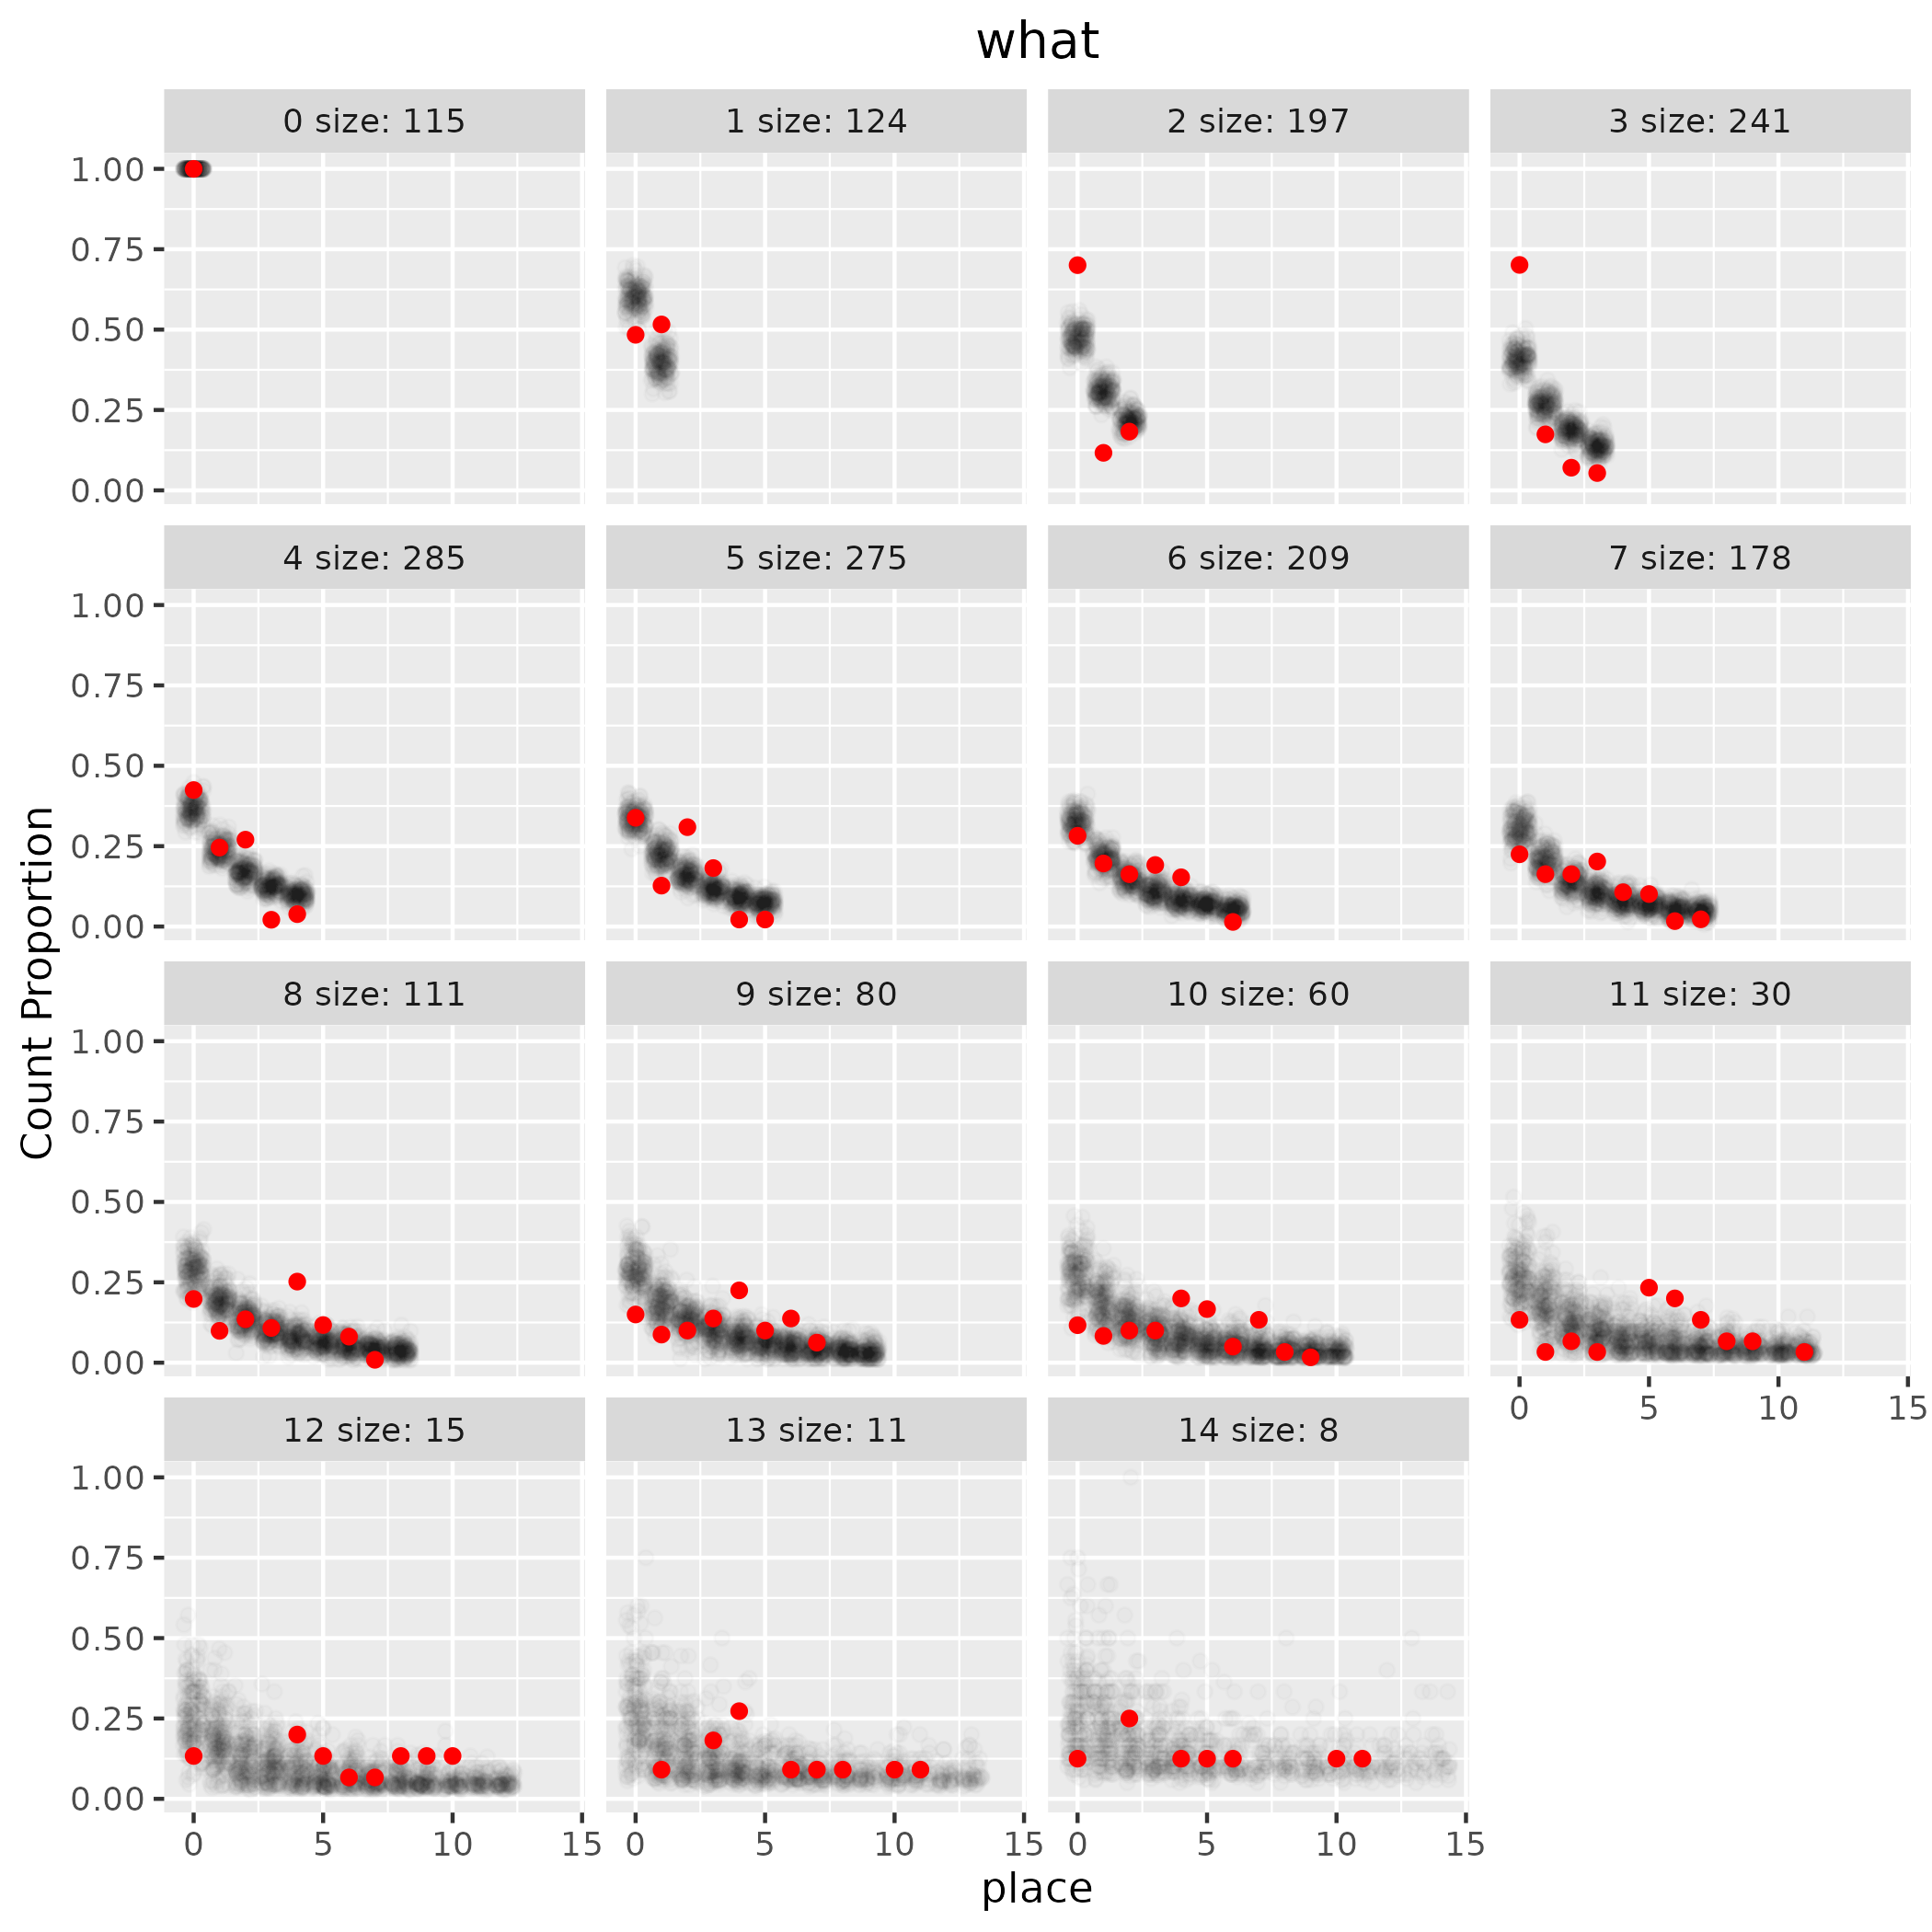 what
0 size: 115
1 size: 124
2 size: 197
3 size: 241
1.00
0.75
0.50
0.25
0.00
4 size: 285
5 size: 275
6 size: 209
7 size: 178
1.00
0.75
0.50
0.25
0.00
Count Proportion
8 size: 111
9 size: 80
10 size: 60
11 size: 30
1.00
0.75
0.50
0.25
0.00
0 5 10 15
12 size: 15
13 size: 11
14 size: 8
1.00
0.75
0.50
0.25
0.00
0 5 10 15
0 5 10 15
0 5 10 15
place